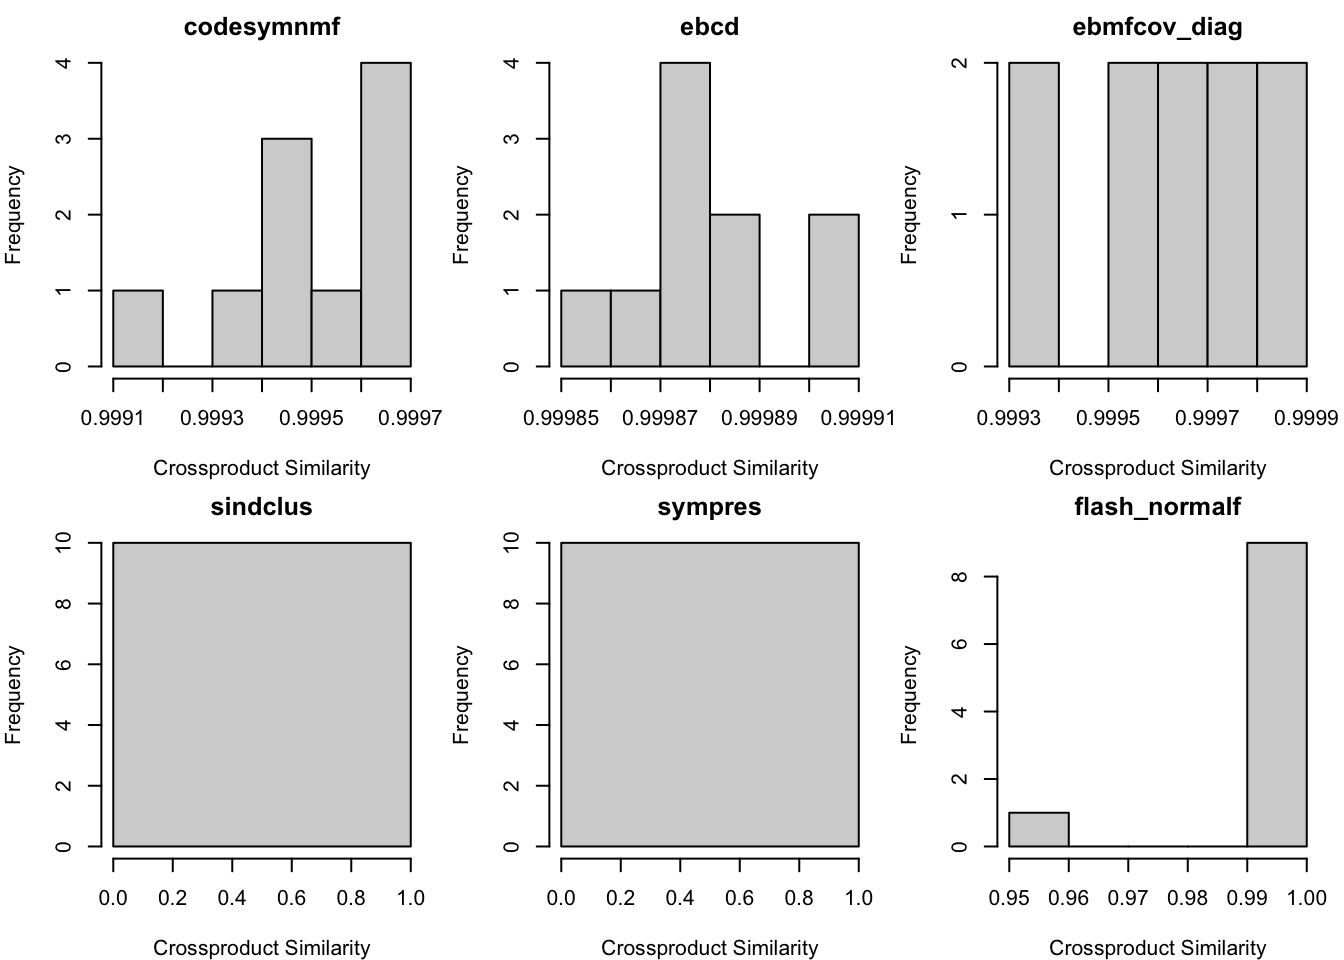 codesymnmf
Frequency
0 1 2 3 4
0.9991 0.9993 0.9995 0.9997
Crossproduct Similarity
ebcd
Frequency
0 1 2 3 4
0.99985 0.99987 0.99989 0.99991
Crossproduct Similarity
ebmfcov_diag
Frequency
0 1 2
0.9993 0.9995 0.9997 0.9999
Crossproduct Similarity
sindclus
Frequency
0 2 4 6 8 10
0.0 0.2 0.4 0.6 0.8 1.0
Crossproduct Similarity
sympres
Frequency
0 2 4 6 8 10
0.0 0.2 0.4 0.6 0.8 1.0
Crossproduct Similarity
flash_normalf
Frequency
0 2 4 6 8
0.95 0.96 0.97 0.98 0.99 1.00
Crossproduct Similarity